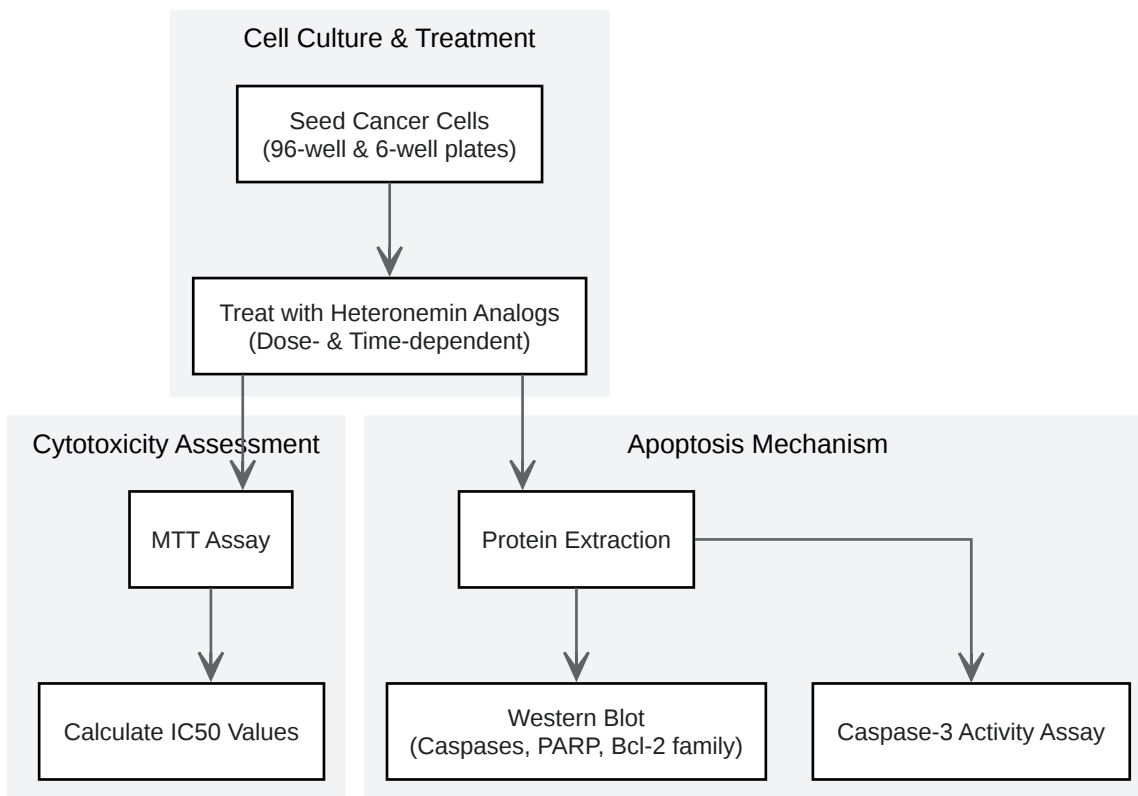 Cell Culture & Treatment
Seed Cancer Cells
(96-well & 6-well plates)
Treat with Heteronemin Analogs
(Dose- & Time-dependent)
Cytotoxicity Assessment
Apoptosis Mechanism
MTT Assay
Protein Extraction
Calculate IC50 Values
Western Blot
(Caspases, PARP, Bcl-2 family)
Caspase-3 Activity Assay